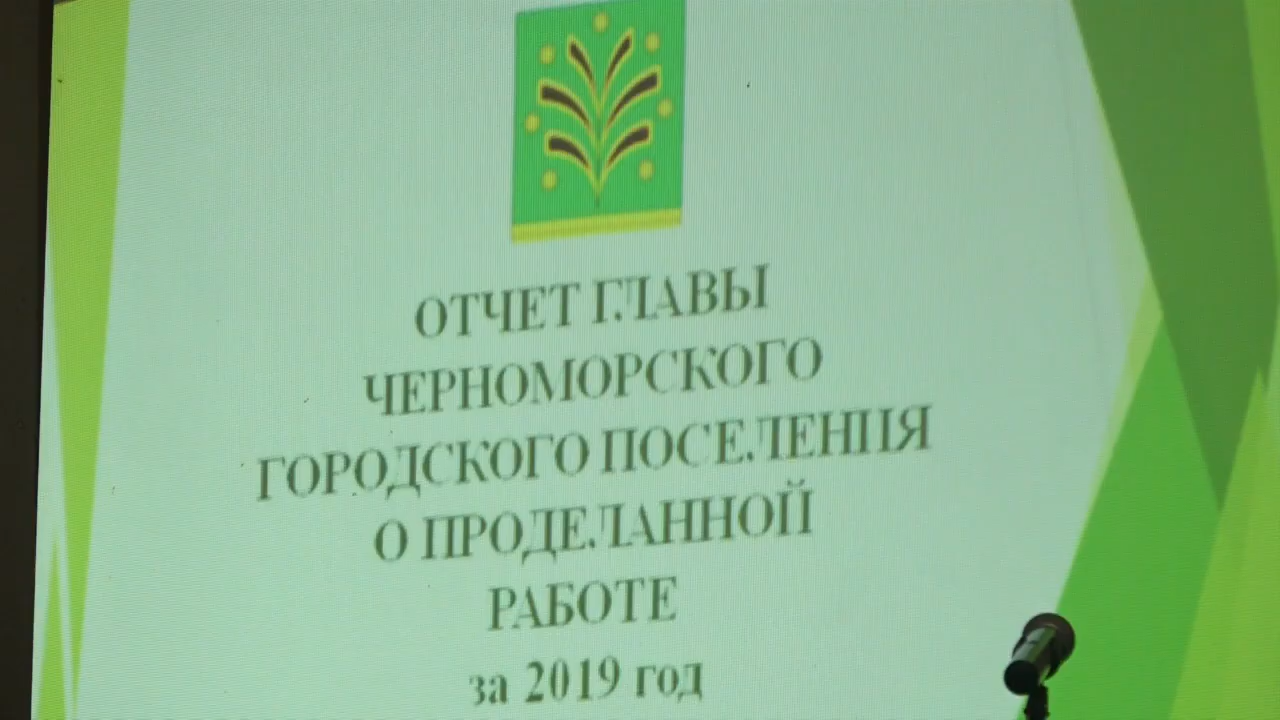 ОТЧЕТ ГЛАВЫ
ЧЕРНОМОРСКОГО
ГОРОДСКОГО ПОСЕЛЕНИЯ
О ПРОДЕЛАННОЙ
РАБОТЕ
за 2019 год